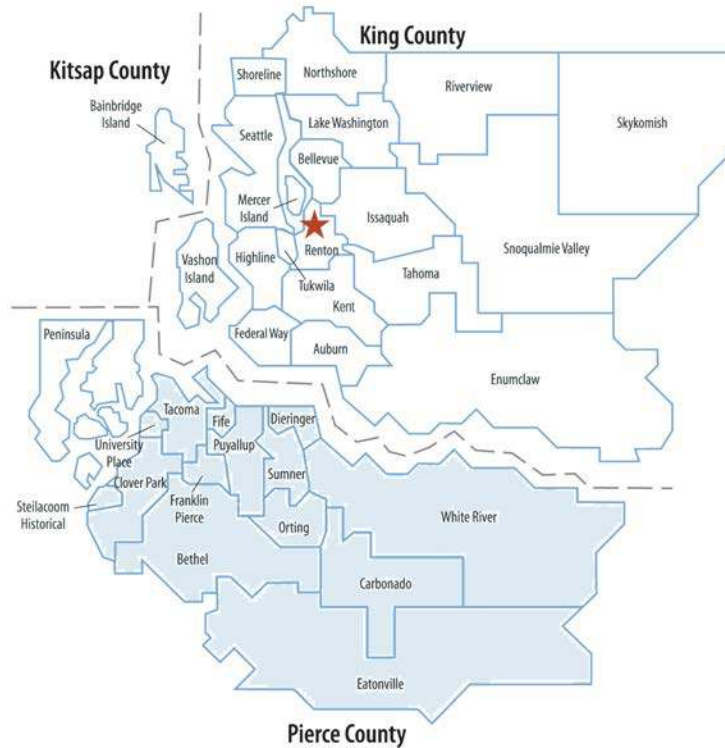 King County
Kitsap County
Shoreline
Northshore
Riverview
Skykomish
Bainbridge
Island
Seattle
Lake Washington
Bellevue
Mercer
Island
Issaquah
Snoqualmie Valley
Vashon
Island
Highline
Renton
Tukwila
Tahoma
Kent
Federal Way
Auburn
Enumclaw
Peninsula
Tacoma
Fife
Dieringer
University
Place
Puyallup
Clover Park
Sumner
Steilacoom
Historical
Franklin
Pierce
Orting
White River
Bethel
Carbonado
Eatonville
Pierce County